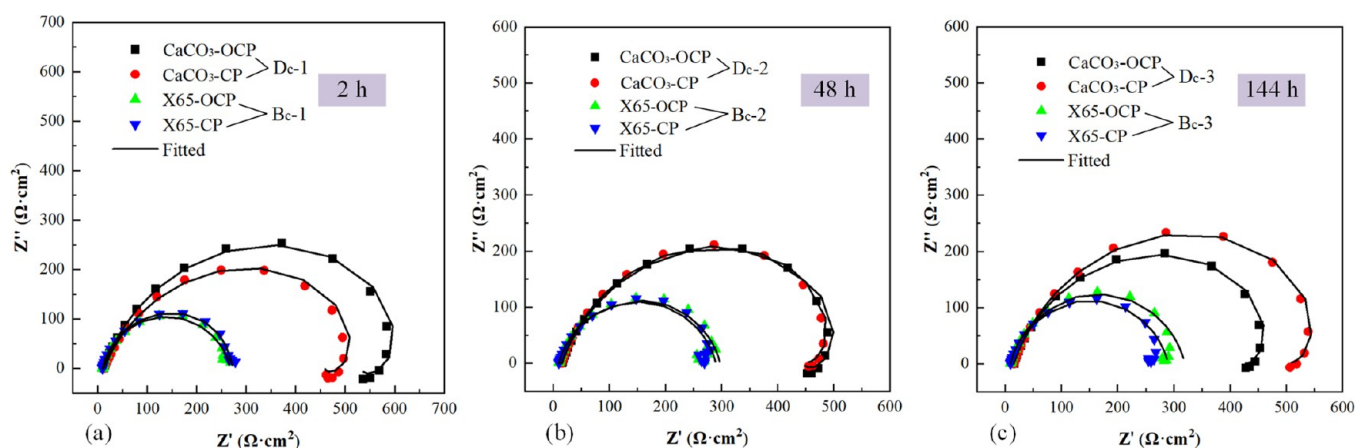 700
600
500
400
300
200
100
0
Z'' (Ω·cm²)
CaCO₃-OCP
CaCO₃-CP
Dc-1
X65-OCP
X65-CP
Bc-1
Fitted
2 h
0 100 200 300 400 500 600 700
(a)
Z' (Ω·cm²)
600
500
400
300
200
100
0
Z'' (Ω·cm²)
CaCO₃-OCP
CaCO₃-CP
Dc-2
X65-OCP
X65-CP
Bc-2
Fitted
48 h
0 100 200 300 400 500 600
(b)
Z' (Ω·cm²)
600
500
400
300
200
100
0
Z'' (Ω·cm²)
CaCO₃-OCP
CaCO₃-CP
Dc-3
X65-OCP
X65-CP
Bc-3
Fitted
144 h
0 100 200 300 400 500 600
(c)
Z' (Ω·cm²)